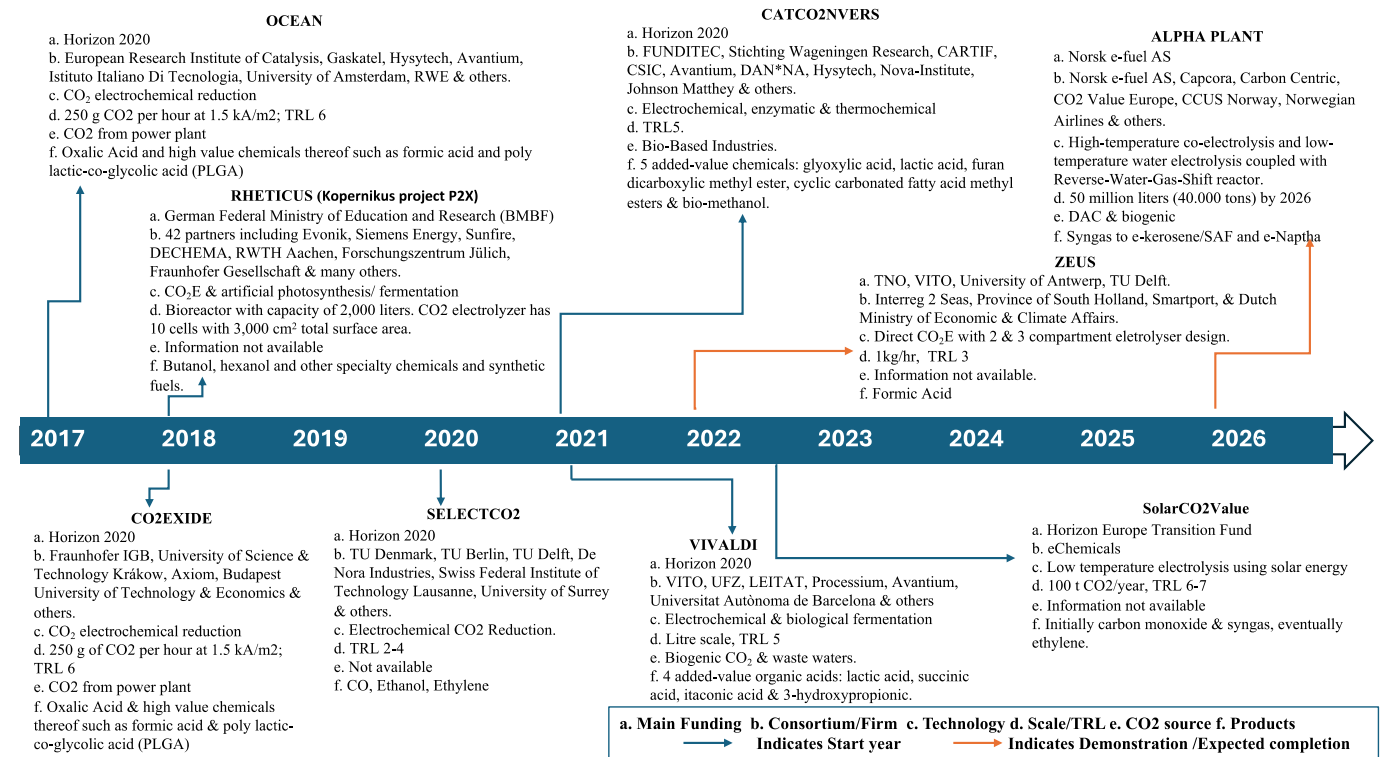 OCEAN
a. Horizon 2020
b. European Research Institute of Catalysis, Gaskatel, Hysytech, Avantium,
Istituto Italiano Di Tecnologia, University of Amsterdam, RWE & others.
c. CO₂ electrochemical reduction
d. 250 g CO2 per hour at 1.5 kA/m2; TRL 6
e. CO2 from power plant
f. Oxalic Acid and high value chemicals thereof such as formic acid and poly
lactic-co-glycolic acid (PLGA)
RHETICUS (Kopernikus project P2X)
a. German Federal Ministry of Education and Research (BMBF)
b. 42 partners including Evonik, Siemens Energy, Sunfire,
DECHEMA, RWTH Aachen, Forschungszentrum Jülich,
Fraunhofer Gesellschaft & many others.
c. CO₂E & artificial photosynthesis/ fermentation
d. Bioreactor with capacity of 2,000 liters. CO2 electrolyzer has
10 cells with 3,000 cm² total surface area.
e. Information not available
f. Butanol, hexanol and other specialty chemicals and synthetic
fuels.
CATCO2NVERS
a. Horizon 2020
b. FUNDITEC, Stichting Wageningen Research, CARTIF,
CSIC, Avantium, DAN*NA, Hysytech, Nova-Institute,
Johnson Matthey & others.
c. Electrochemical, enzymatic & thermochemical
d. TRL5.
e. Bio-Based Industries.
f. 5 added-value chemicals: glyoxylic acid, lactic acid, furan
dicarboxylic methyl ester, cyclic carbonated fatty acid methyl
esters & bio-methanol.
ALPHA PLANT
a. Norsk e-fuel AS
b. Norsk e-fuel AS, Capcora, Carbon Centric,
CO2 Value Europe, CCUS Norway, Norwegian
Airlines & others.
c. High-temperature co-electrolysis and low-
temperature water electrolysis coupled with
Reverse-Water-Gas-Shift reactor.
d. 50 million liters (40.000 tons) by 2026
e. DAC & biogenic
f. Syngas to e-kerosene/SAF and e-Naptha
ZEUS
a. TNO, VITO, University of Antwerp, TU Delft.
b. Interreg 2 Seas, Province of South Holland, Smartport, & Dutch
Ministry of Economic & Climate Affairs.
c. Direct CO₂E with 2 & 3 compartment eletrolyser design.
d. 1kg/hr, TRL 3
e. Information not available.
f. Formic Acid
2017 2018 2019 2020 2021 2022 2023 2024 2025 2026
CO2EXIDE
a. Horizon 2020
b. Fraunhofer IGB, University of Science &
Technology Krákow, Axiom, Budapest
University of Technology & Economics &
others.
c. CO₂ electrochemical reduction
d. 250 g of CO2 per hour at 1.5 kA/m2;
TRL 6
e. CO2 from power plant
f. Oxalic Acid & high value chemicals
thereof such as formic acid & poly lactic-
co-glycolic acid (PLGA)
SELECTCO2
a. Horizon 2020
b. TU Denmark, TU Berlin, TU Delft, De
Nora Industries, Swiss Federal Institute of
Technology Lausanne, University of Surrey
& others.
c. Electrochemical CO2 Reduction.
d. TRL 2-4
e. Not available
f. CO, Ethanol, Ethylene
VIVALDI
a. Horizon 2020
b. VITO, UFZ, LEITAT, Processium, Avantium,
Universitat Autònoma de Barcelona & others
c. Electrochemical & biological fermentation
d. Litre scale, TRL 5
e. Biogenic CO₂ & waste waters.
f. 4 added-value organic acids: lactic acid, succinic
acid, itaconic acid & 3-hydroxypropionic.
SolarCO2Value
a. Horizon Europe Transition Fund
b. eChemicals
c. Low temperature electrolysis using solar energy
d. 100 t CO2/year, TRL 6-7
e. Information not available
f. Initially carbon monoxide & syngas, eventually
ethylene.
a. Main Funding b. Consortium/Firm c. Technology d. Scale/TRL e. CO2 source f. Products
Indicates Start year Indicates Demonstration /Expected completion